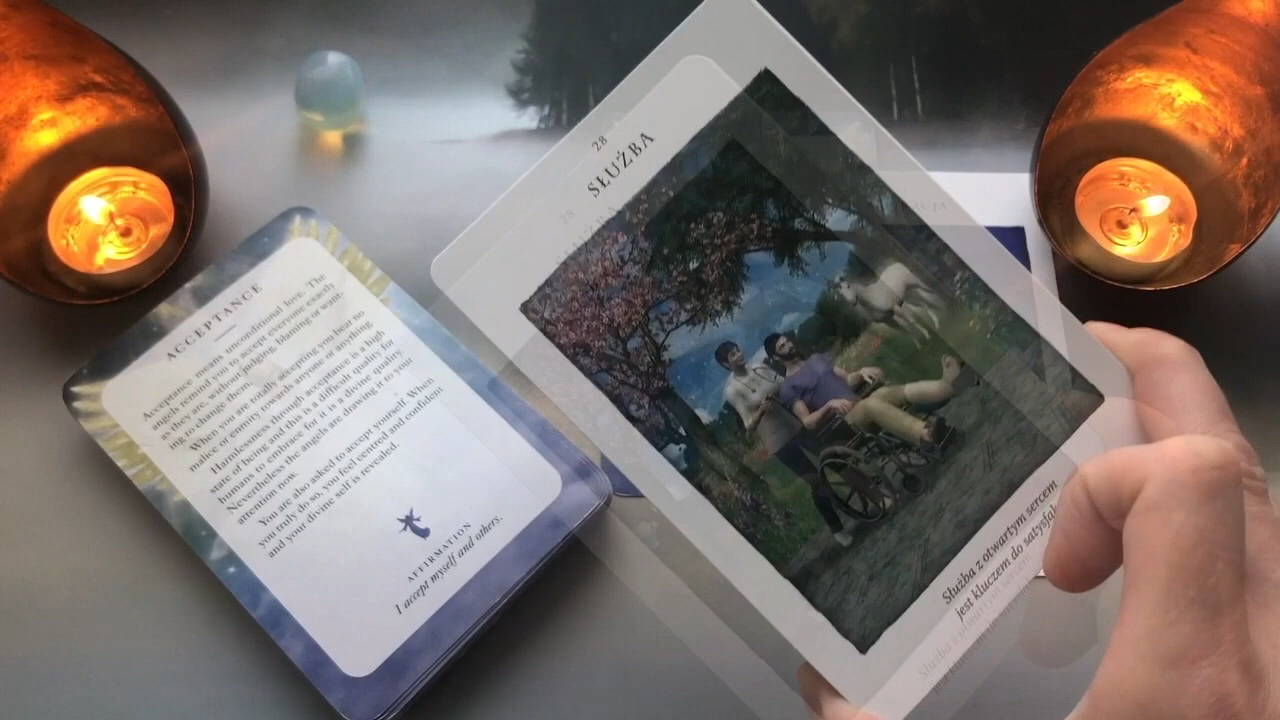 ACCEPTANCE
Acceptance means unconditional love. The
angels remind you to accept everyone exactly
as they are, without judging, blaming or want-
ing to change them.
When you are totally accepting you bear no
malice or enmity towards anyone or anything.
Harmlessness through acceptance is a high
state of being and this is a difficult quality for
humans to embrace for it is a divine quality.
Nevertheless the angels are drawing it to your
attention now.
You are also asked to accept yourself. When
you truly do so, you feel centred and confident
and your divine self is revealed.
AFFIRMATION
I accept myself and others.
28
SŁUŻBA
Służba z otwartym sercem
jest kluczem do